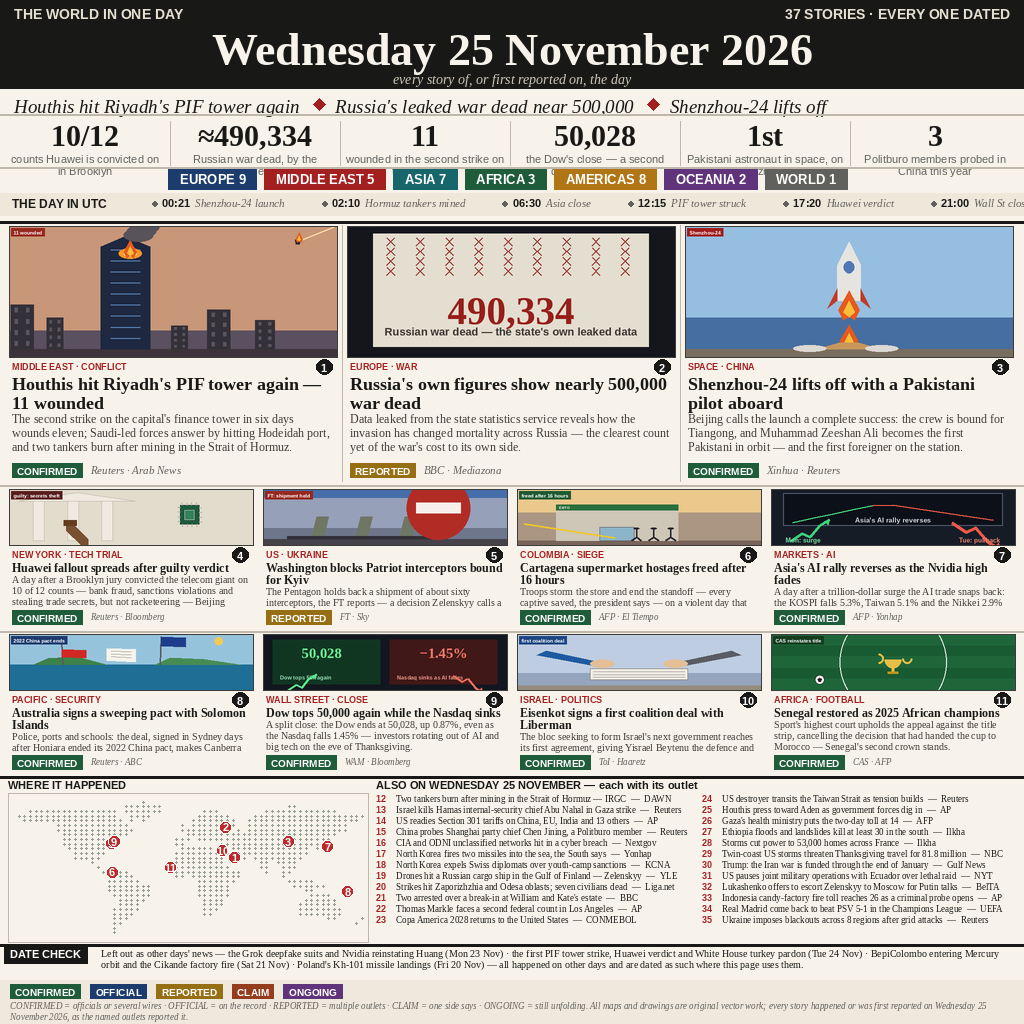 THE WORLD IN ONE DAY
37 STORIES · EVERY ONE DATED
Wednesday 25 November 2026
every story of, or first reported on, the day
Houthis hit Riyadh's PIF tower again ◆ Russia's leaked war dead near 500,000 ◆ Shenzhou-24 lifts off
10/12
counts Huawei is convicted on
in Brooklyn
≈490,334
Russian war dead, by the
11
wounded in the second strike on
50,028
the Dow's close — a second
1st
Pakistani astronaut in space, on
3
Politburo members probed in
China this year
EUROPE 9
MIDDLE EAST 5
ASIA 7
AFRICA 3
AMERICAS 8
OCEANIA 2
WORLD 1
THE DAY IN UTC
◆ 00:21 Shenzhou-24 launch
◆ 02:10 Hormuz tankers mined
◆ 06:30 Asia close
◆ 12:15 PIF tower struck
◆ 17:20 Huawei verdict
◆ 21:00 Wall St clos
11 wounded
MIDDLE EAST · CONFLICT
1
Houthis hit Riyadh's PIF tower again —
11 wounded
The second strike on the capital's finance tower in six days
wounds eleven; Saudi-led forces answer by hitting Hodeidah port,
and two tankers burn after mining in the Strait of Hormuz.
CONFIRMED Reuters · Arab News
490,334
Russian war dead — the state's own leaked data
EUROPE · WAR
2
Russia's own figures show nearly 500,000
war dead
Data leaked from the state statistics service reveals how the
invasion has changed mortality across Russia — the clearest count
yet of the war's cost to its own side.
REPORTED BBC · Mediazona
Shenzhou-24
SPACE · CHINA
3
Shenzhou-24 lifts off with a Pakistani
pilot aboard
Beijing calls the launch a complete success: the crew is bound for
Tiangong, and Muhammad Zeeshan Ali becomes the first
Pakistani in orbit — and the first foreigner on the station.
CONFIRMED Xinhua · Reuters
guilty: secrets theft
NEW YORK · TECH TRIAL
4
Huawei fallout spreads after guilty verdict
A day after a Brooklyn jury convicted the telecom giant on
10 of 12 counts — bank fraud, sanctions violations and
stealing trade secrets, but not racketeering — Beijing
CONFIRMED Reuters · Bloomberg
FT: shipment held
US · UKRAINE
5
Washington blocks Patriot interceptors bound
for Kyiv
The Pentagon holds back a shipment of about sixty
interceptors, the FT reports — a decision Zelenskyy calls a
REPORTED FT · Sky
freed after 16 hours
COLOMBIA · SIEGE
6
Cartagena supermarket hostages freed after
16 hours
Troops storm the store and end the standoff — every
captive saved, the president says — on a violent day that
CONFIRMED AFP · El Tiempo
Asia's AI rally reverses
Mon: surge
Tue: pullback
MARKETS · AI
7
Asia's AI rally reverses as the Nvidia high
fades
A day after a trillion-dollar surge the AI trade snaps back:
the KOSPI falls 5.3%, Taiwan 5.1% and the Nikkei 2.9%
CONFIRMED AFP · Yonhap
2022 China pact ends
PACIFIC · SECURITY
8
Australia signs a sweeping pact with Solomon
Islands
Police, ports and schools: the deal, signed in Sydney days
after Honiara ended its 2022 China pact, makes Canberra
CONFIRMED Reuters · ABC
50,028
Dow tops again
−1.45%
Nasdaq sinks as AI fades
WALL STREET · CLOSE
9
Dow tops 50,000 again while the Nasdaq sinks
A split close: the Dow ends at 50,028, up 0.87%, even as
the Nasdaq falls 1.45% — investors rotating out of AI and
big tech on the eve of Thanksgiving.
CONFIRMED WAM · Bloomberg
first coalition deal
ISRAEL · POLITICS
10
Eisenkot signs a first coalition deal with
Liberman
The bloc seeking to form Israel's next government reaches
its first agreement, giving Yisrael Beytenu the defence and
CONFIRMED ToI · Haaretz
CAS reinstates title
AFRICA · FOOTBALL
11
Senegal restored as 2025 African champions
Sport's highest court upholds the appeal against the title
strip, cancelling the decision that had handed the cup to
Morocco — Senegal's second crown stands.
CONFIRMED CAS · AFP
WHERE IT HAPPENED
9
2
10
1
3
7
6
11
8
ALSO ON WEDNESDAY 25 NOVEMBER — each with its outlet
12 Two tankers burn after mining in the Strait of Hormuz — IRGC — DAWN
13 Israel kills Hamas internal-security chief Abu Nahal in Gaza strike — Reuters
14 US readies Section 301 tariffs on China, EU, India and 13 others — AP
15 China probes Shanghai party chief Chen Jining, a Politburo member — Reuters
16 CIA and ODNI unclassified networks hit in a cyber breach — Nextgov
17 North Korea fires two missiles into the sea, the South says — Yonhap
18 North Korea expels Swiss diplomats over youth-camp sanctions — KCNA
19 Drones hit a Russian cargo ship in the Gulf of Finland — Zelenskyy — YLE
20 Strikes hit Zaporizhzhia and Odesa oblasts; seven civilians dead — Liga.net
21 Two arrested over a break-in at William and Kate's estate — BBC
22 Thomas Markle faces a second federal count in Los Angeles — AP
23 Copa America 2028 returns to the United States — CONMEBOL
24 US destroyer transits the Taiwan Strait as tension builds — Reuters
25 Houthis press toward Aden as government forces dig in — AP
26 Gaza's health ministry puts the two-day toll at 14 — AFP
27 Ethiopia floods and landslides kill at least 30 in the south — Ilkha
28 Storms cut power to 53,000 homes across France — Ilkha
29 Twin-coast US storms threaten Thanksgiving travel for 81.8 million — NBC
30 Trump: the Iran war is funded through the end of January — Gulf News
31 US pauses joint military operations with Ecuador over lethal raid — NYT
32 Lukashenko offers to escort Zelenskyy to Moscow for Putin talks — BelTA
33 Indonesia candy-factory fire toll reaches 26 as a criminal probe opens — AP
34 Real Madrid come back to beat PSV 5-1 in the Champions League — UEFA
35 Ukraine imposes blackouts across 8 regions after grid attacks — Reuters
DATE CHECK
Left out as other days' news — the Grok deepfake suits and Nvidia reinstating Huang (Mon 23 Nov) · the first PIF tower strike, Huawei verdict and White House turkey pardon (Tue 24 Nov) · BepiColombo entering Mercury
orbit and the Cikande factory fire (Sat 21 Nov) · Poland's Kh-101 missile landings (Fri 20 Nov) — all happened on other days and are dated as such where this page uses them.
CONFIRMED
OFFICIAL
REPORTED
CLAIM
ONGOING
CONFIRMED = officials or several wires · OFFICIAL = on the record · REPORTED = multiple outlets · CLAIM = one side says · ONGOING = still unfolding. All maps and drawings are original vector work; every story happened or was first reported on Wednesday 25
November 2026, as the named outlets reported it.